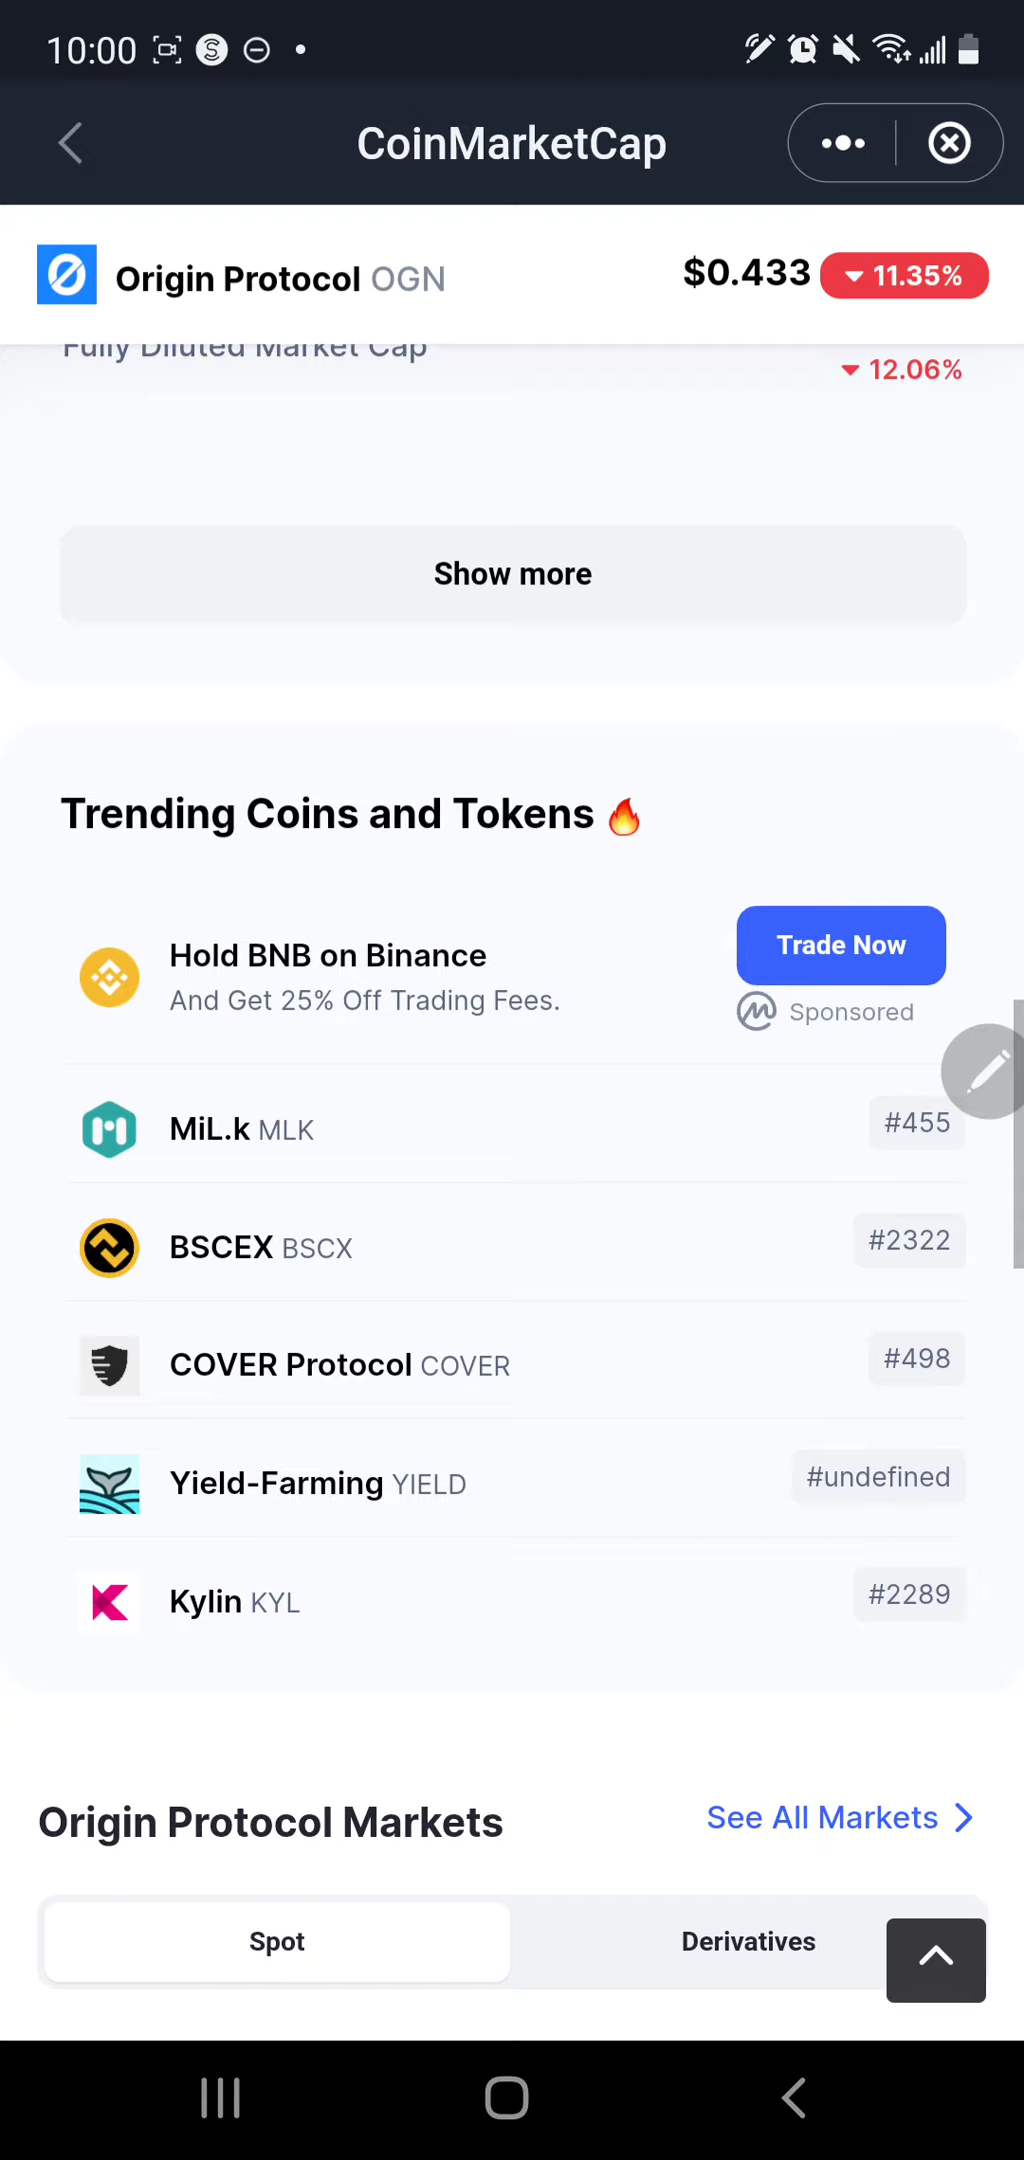 10:00
CoinMarketCap
Origin Protocol OGN
$0.433
11.35%
Fully Diluted Market Cap
12.06%
Show more
Trending Coins and Tokens 🔥
Hold BNB on Binance
And Get 25% Off Trading Fees.
Trade Now
Sponsored
MiL.k MLK
#455
BSCEX BSCX
#2322
COVER Protocol COVER
#498
Yield-Farming YIELD
#undefined
Kylin KYL
#2289
Origin Protocol Markets
See All Markets
Spot
Derivatives